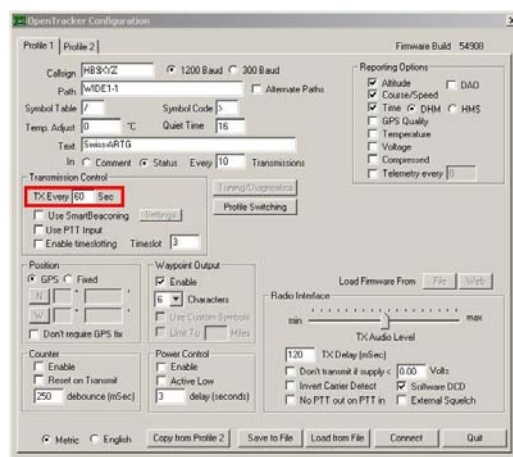 OpenTracker Configuration
Profile 1 Profile 2
Firmware Build 54908
Callsign HB9XYZ 1200 Baud 300 Baud
Path WIDE1-1 Alternate Paths
Symbol Table / Symbol Code >
Temp. Adjust 0 °C Quiet Time 16
Text Swiss-ARTG
In Comment Status Every 10 Transmissions
Reporting Options
Altitude DAO
Course/Speed
Time DHM HMS
GPS Quality
Temperature
Voltage
Compressed
Telemetry every 0
Transmission Control
TX Every 60 Sec
Use SmartBeaconing Settings
Use PTT Input
Enable timeslotting Timeslot 3
Tuning/Diagnostics
Profile Switching
Position
GPS Fixed
N
W
Don't require GPS fix
Waypoint Output
Enable
6 Characters
Use Custom Symbols
Limit To Miles
Load Firmware From File Web
Radio Interface
min max
TX Audio Level
120 TX Delay (mSec)
Don't transmit if supply < 0.00 Volts
Invert Carrier Detect Software DCD
No PTT out on PTT in External Squelch
Counter
Enable
Reset on Transmit
250 debounce (mSec)
Power Control
Enable
Active Low
3 delay (seconds)
Metric English Copy from Profile 2 Save to File Load from File Connect Quit